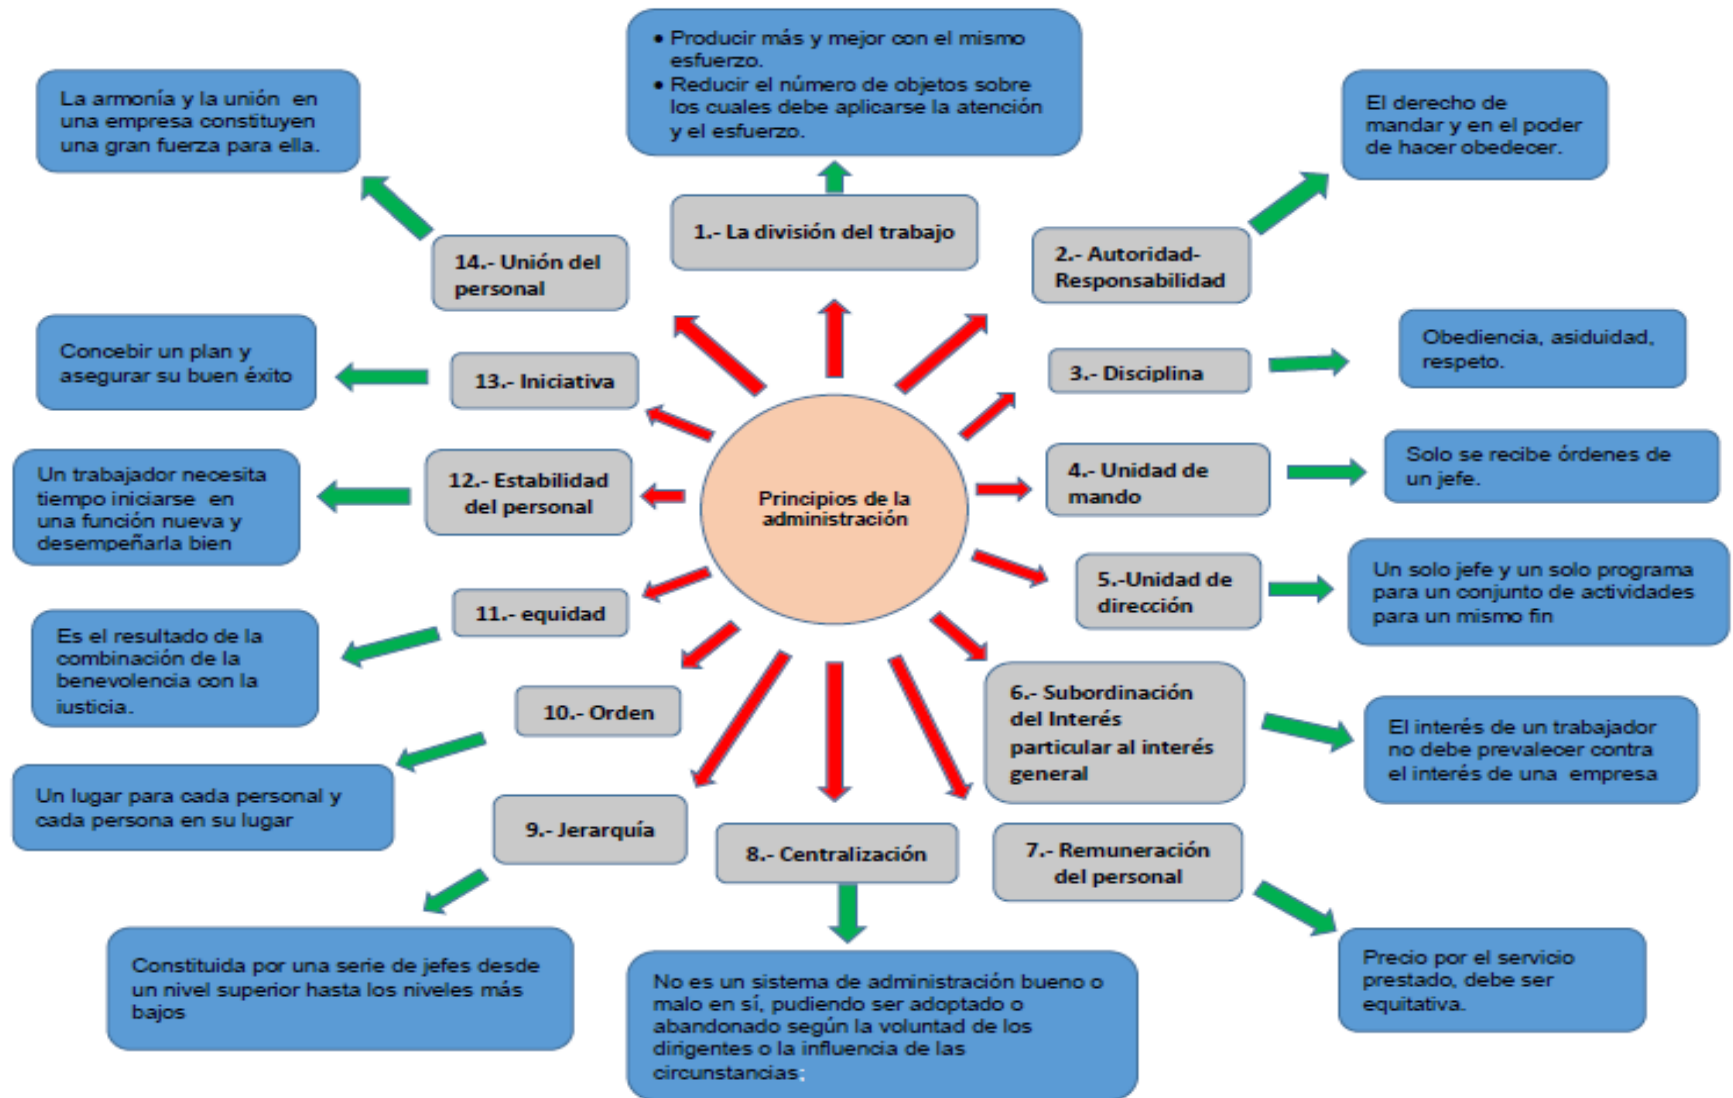 • Producir más y mejor con el mismo
esfuerzo.
• Reducir el número de objetos sobre
los cuales debe aplicarse la atención
y el esfuerzo.
La armonía y la unión en
una empresa constituyen
una gran fuerza para ella.
El derecho de
mandar y en el poder
de hacer obedecer.
1.- La división del trabajo
14.- Unión del
personal
2.- Autoridad-
Responsabilidad
Concebir un plan y
asegurar su buen éxito
13.- Iniciativa
3.- Disciplina
Obediencia, asiduidad,
respeto.
Un trabajador necesita
tiempo iniciarse en
una función nueva y
desempeñarla bien
12.- Estabilidad
del personal
Principios de la
administración
4.- Unidad de
mando
Solo se recibe órdenes de
un jefe.
11.- equidad
5.-Unidad de
dirección
Un solo jefe y un solo programa
para un conjunto de actividades
para un mismo fin
Es el resultado de la
combinación de la
benevolencia con la
justicia.
10.- Orden
6.- Subordinación
del Interés
particular al interés
general
El interés de un trabajador
no debe prevalecer contra
el interés de una empresa
Un lugar para cada personal y
cada persona en su lugar
9.- Jerarquía
8.- Centralización
7.- Remuneración
del personal
Constituida por una serie de jefes desde
un nivel superior hasta los niveles más
bajos
No es un sistema de administración bueno o
malo en sí, pudiendo ser adoptado o
abandonado según la voluntad de los
dirigentes o la influencia de las
circunstancias;
Precio por el servicio
prestado, debe ser
equitativa.